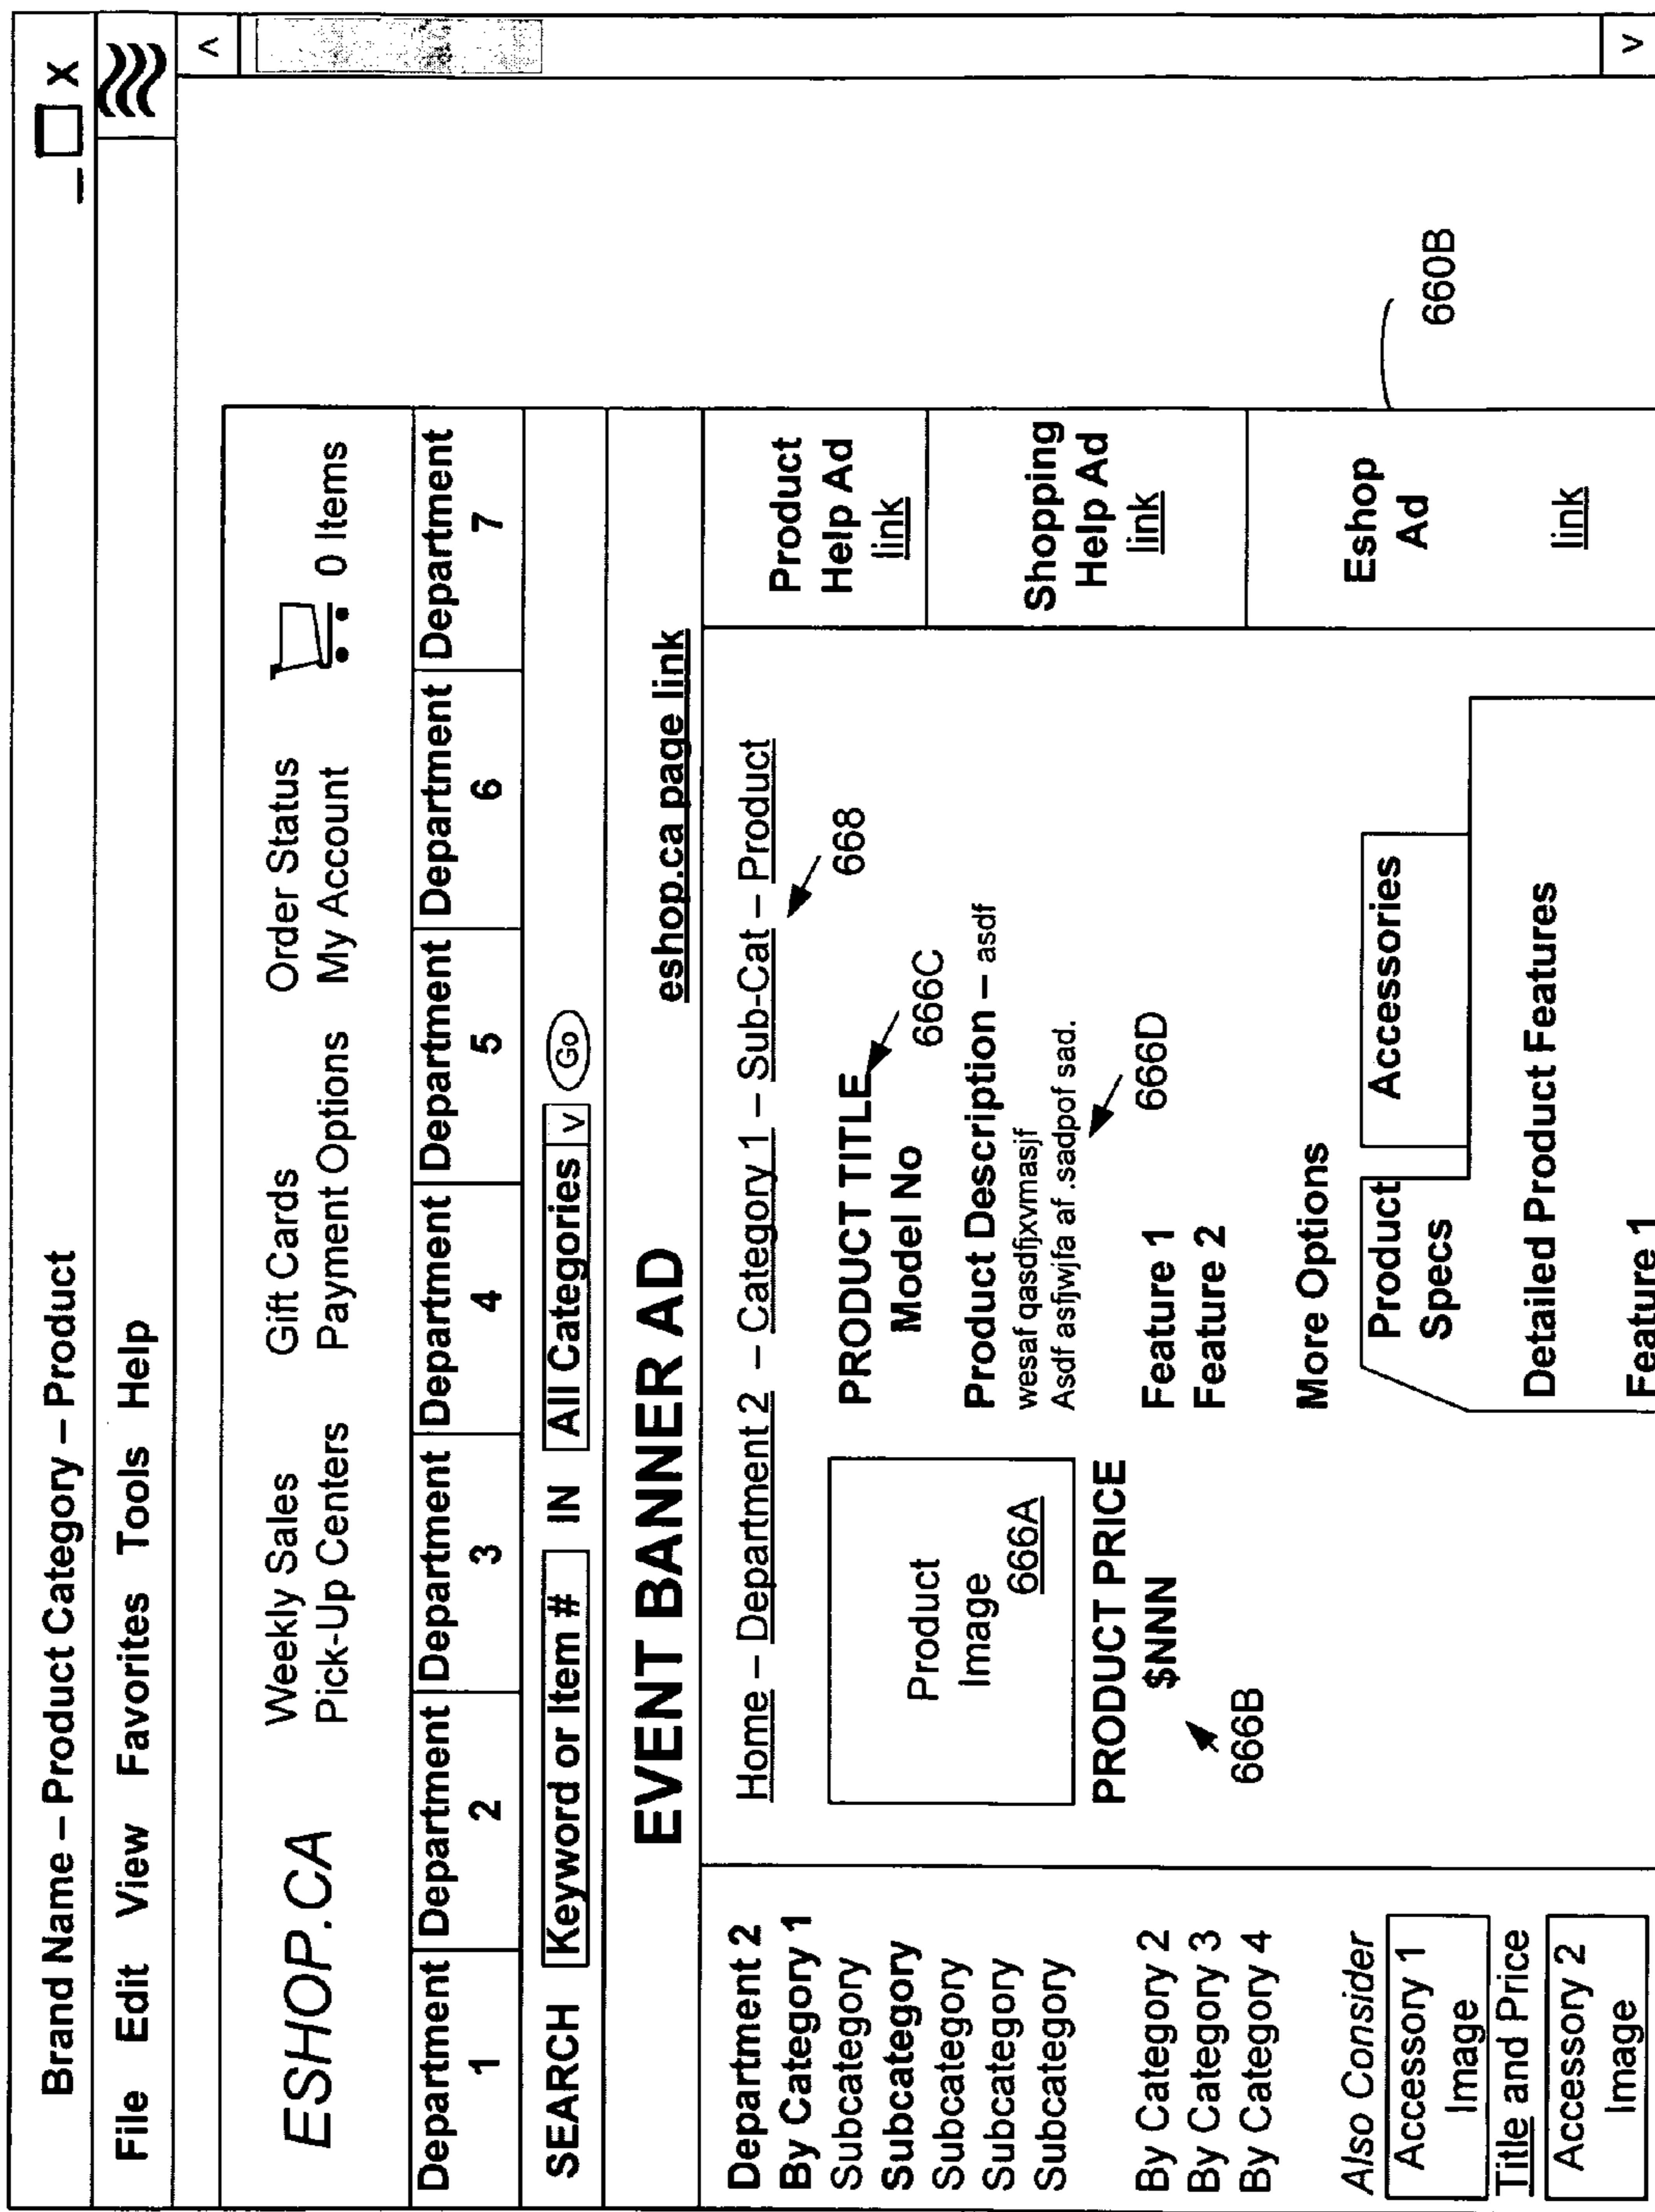 Brand Name – Product Category – Product
_ X
File Edit View Favorites Tools Help
ESHOP.CA
Weekly Sales Gift Cards Order Status
Pick-Up Centers Payment Options My Account 0 Items
Department 1 Department 2 Department 3 Department 4 Department 5 Department 6 Department 7
SEARCH Keyword or Item # IN All Categories v Go
EVENT BANNER AD eshop.ca page link
Department 2
By Category 1
Subcategory
Subcategory
Subcategory
Subcategory
Subcategory
By Category 2
By Category 3
By Category 4
Also Consider
Accessory 1
Image
Title and Price
Accessory 2
Image
Home – Department 2 – Category 1 – Sub-Cat – Product
668
Product
Image
666A
PRODUCT PRICE
$NNN
666B
PRODUCT TITLE
666C
Model No
Product Description – asdf
wesaf qasdfjxvmasjf
Asdf asfjwjfa af .sadpof sad.
666D
Feature 1
Feature 2
More Options
Product
Specs
Accessories
Detailed Product Features
Feature 1
Product
Help Ad
link
Shopping
Help Ad
link
Eshop
Ad
link
660B